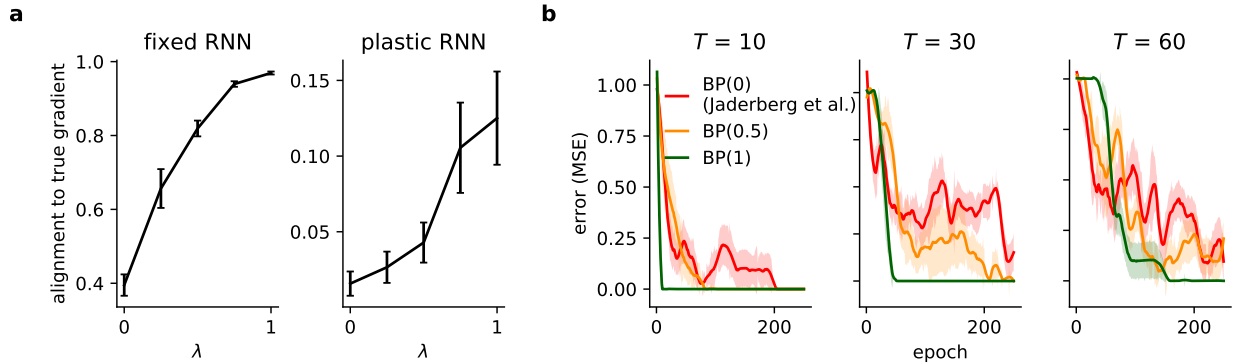 a
fixed RNN
plastic RNN
alignment to true gradient
1.0
0.8
0.6
0.4
0
1
λ
0.15
0.10
0.05
0
1
λ
b
T = 10
T = 30
T = 60
error (MSE)
1.00
0.75
0.50
0.25
0.00
BP(0)
(Jaderberg et al.)
BP(0.5)
BP(1)
0
200
0
200
0
200
epoch